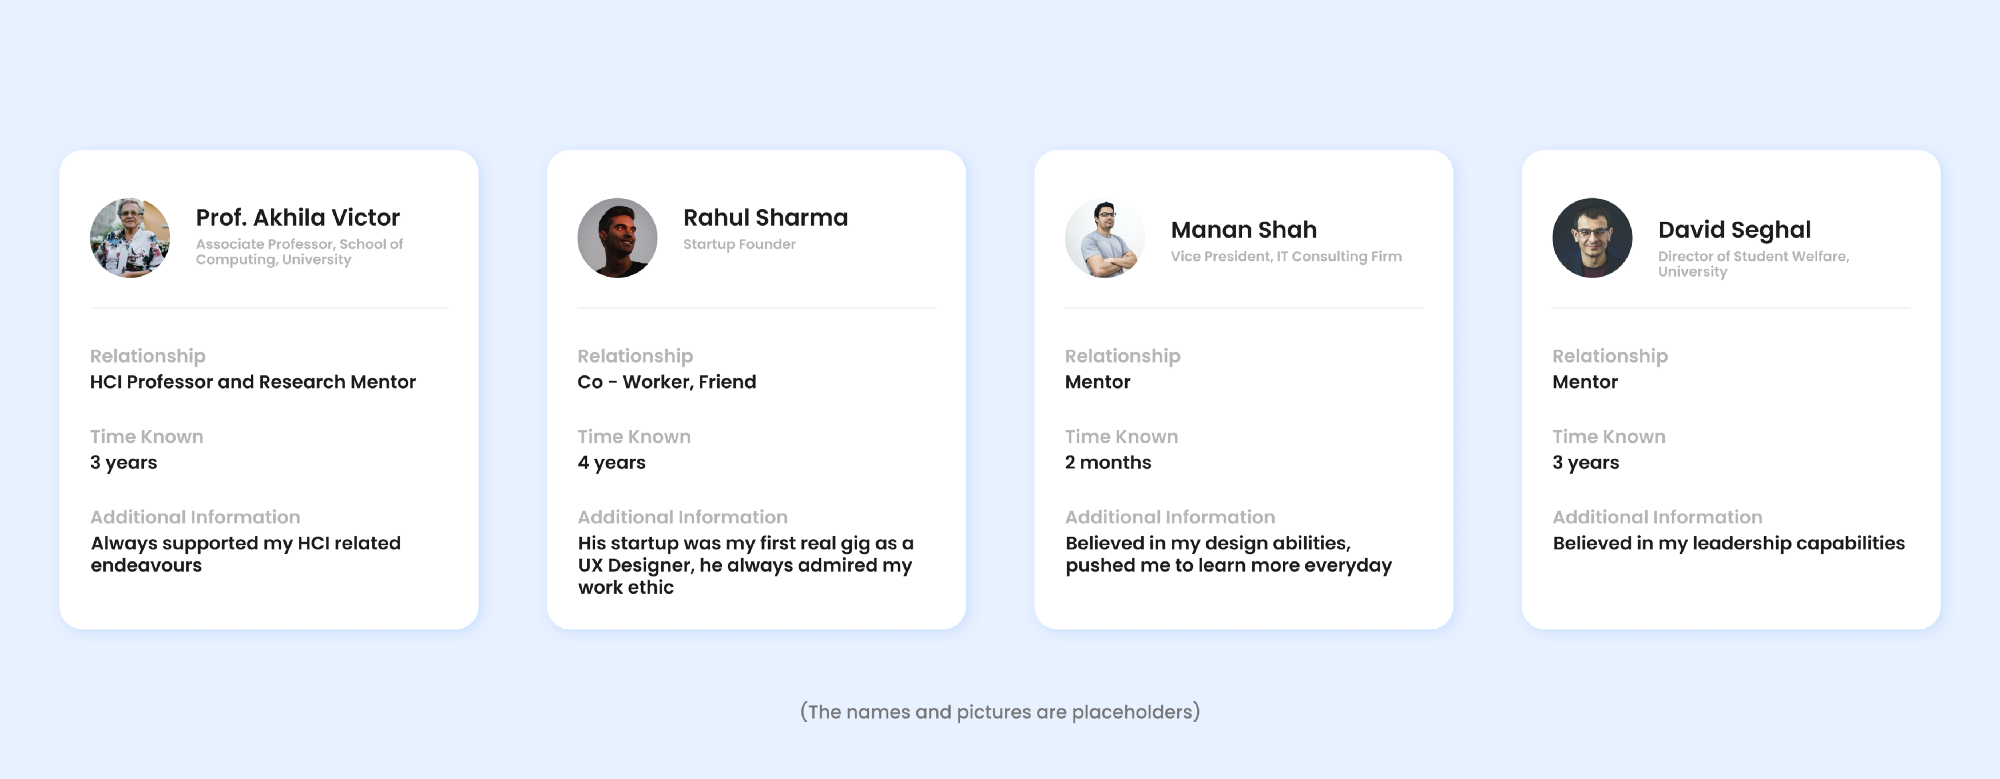 Prof. Akhila Victor
Associate Professor, School of
Computing, University
Relationship
HCI Professor and Research Mentor
Time Known
3 years
Additional Information
Always supported my HCI related
endeavours
Rahul Sharma
Startup Founder
Relationship
Co - Worker, Friend
Time Known
4 years
Additional Information
His startup was my first real gig as a
UX Designer, he always admired my
work ethic
Manan Shah
Vice President, IT Consulting Firm
Relationship
Mentor
Time Known
2 months
Additional Information
Believed in my design abilities,
pushed me to learn more everyday
David Seghal
Director of Student Welfare,
University
Relationship
Mentor
Time Known
3 years
Additional Information
Believed in my leadership capabilities
(The names and pictures are placeholders)